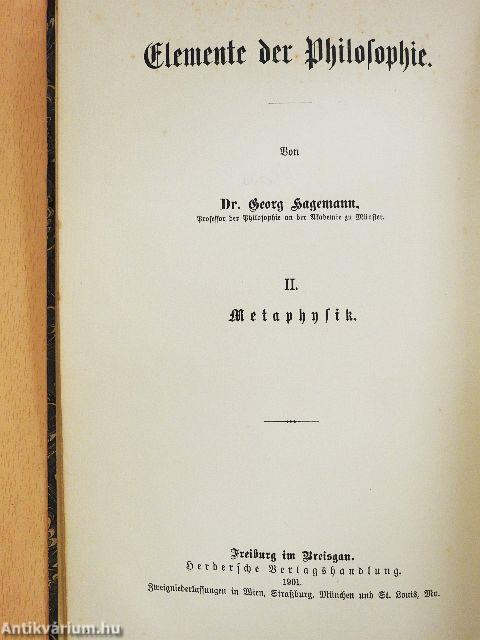 Elemente der Philosophie.
Von
Dr. Georg Hagemann,
Professor der Philosophie an der Akademie zu Münster.
II.
Metaphysik.
Freiburg im Breisgau.
Herdersche Verlagshandlung.
1901.
Zweigniederlassungen in Wien, Straßburg, München und St. Louis, Mo.
Antikvárium.hu